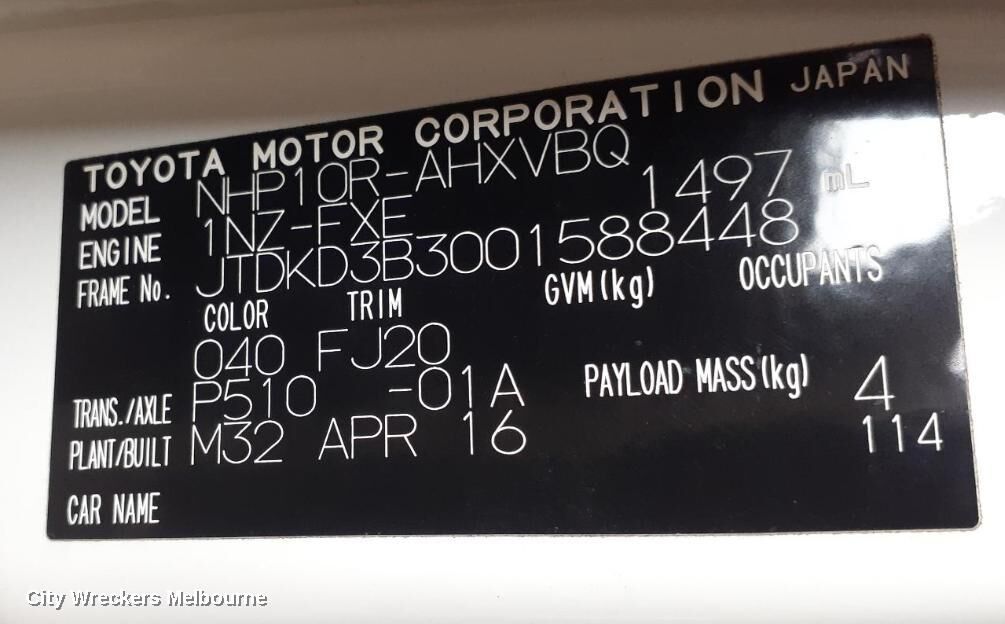 TOYOTA MOTOR CORPORATION JAPAN
MODEL NHP10R-AHXVBQ
ENGINE 1NZ-FXE 1497 mL
FRAME No. JTDKD3B3001588448
COLOR TRIM GVM(kg) OCCUPANTS
040 FJ20
TRANS./AXLE P510 -01A PAYLOAD MASS(kg) 4
PLANT/BUILT M32 APR 16 114
CAR NAME
City Wreckers Melbourne